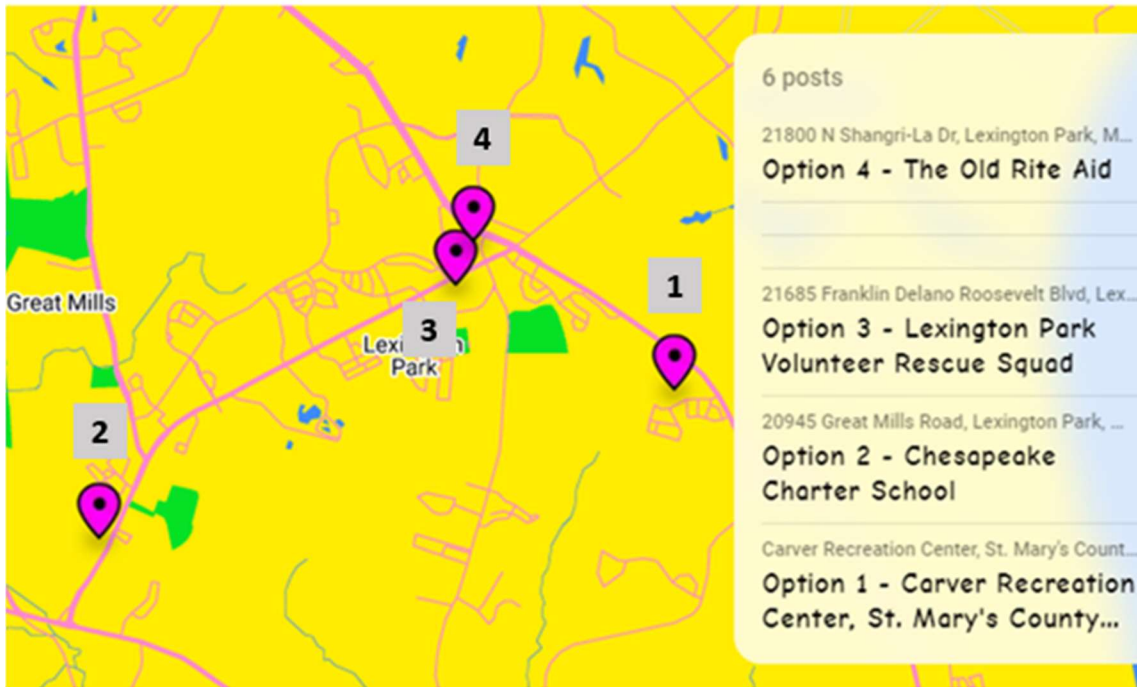 4
1
Great Mills
3
Lexin n
Park
2
6 posts
21800 N Shangri-La Dr, Lexington Park, M...
Option 4 - The Old Rite Aid
21685 Franklin Delano Roosevelt Blvd, Lex...
Option 3 - Lexington Park
Volunteer Rescue Squad
20945 Great Mills Road, Lexington Park, ...
Option 2 - Chesapeake
Charter School
Carver Recreation Center, St. Mary's Count...
Option 1 - Carver Recreation
Center, St. Mary's County...